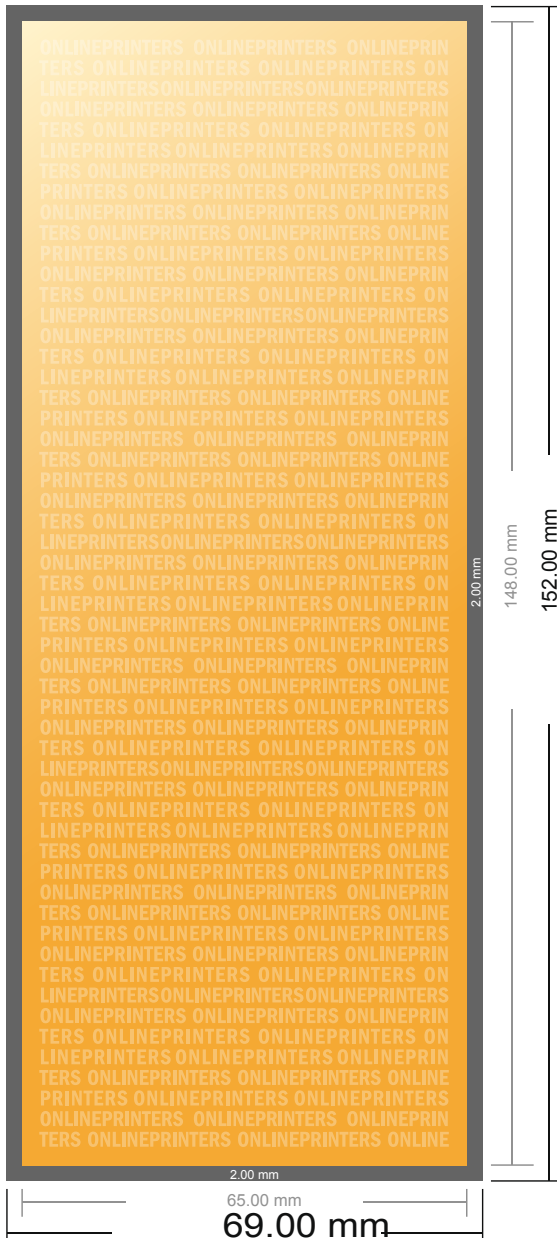 ONLINEPRINTERS ONLINEPRINTERS ONLINEPRIN
TERS ONLINEPRINTERS ONLINEPRINTERS ON
LINEPRINTERSONLINEPRINTERSONLINEPRINTERS
ONLINEPRINTERS ONLINEPRINTERS ONLINEPRIN
TERS ONLINEPRINTERS ONLINEPRINTERS ON
LINEPRINTERS ONLINEPRINTERS ONLINEPRIN
TERS ONLINEPRINTERS ONLINEPRINTERS ONLINE
PRINTERS ONLINEPRINTERS ONLINEPRINTERS
ONLINEPRINTERS ONLINEPRINTERS ONLINEPRIN
TERS ONLINEPRINTERS ONLINEPRINTERS ONLINE
PRINTERS ONLINEPRINTERS ONLINEPRINTERS
ONLINEPRINTERS ONLINEPRINTERS ONLINEPRIN
TERS ONLINEPRINTERS ONLINEPRINTERS ON
LINEPRINTERSONLINEPRINTERSONLINEPRINTERS
ONLINEPRINTERS ONLINEPRINTERS ONLINEPRIN
TERS ONLINEPRINTERS ONLINEPRINTERS ON
LINEPRINTERS ONLINEPRINTERS ONLINEPRIN
TERS ONLINEPRINTERS ONLINEPRINTERS ONLINE
PRINTERS ONLINEPRINTERS ONLINEPRINTERS
ONLINEPRINTERS ONLINEPRINTERS ONLINEPRIN
TERS ONLINEPRINTERS ONLINEPRINTERS ONLINE
PRINTERS ONLINEPRINTERS ONLINEPRINTERS
ONLINEPRINTERS ONLINEPRINTERS ONLINEPRIN
TERS ONLINEPRINTERS ONLINEPRINTERS ON
LINEPRINTERSONLINEPRINTESONLINEPRINTERS
ONLINEPRINTERS ONLINEPRINTERS ONLINEPRIN
TERS ONLINEPRINTERS ONLINEPRINTERS ON
LINEPRINTERS ONLINEPRINTERS ONLINEPRIN
TERS ONLINEPRINTERS ONLINEPRINTERS ONLINE
PRINTERS ONLINEPRINTERS ONLINEPRINTERS
ONLINEPRINTERS ONLINEPRINTERS ONLINEPRIN
TERS ONLINEPRINTERS ONLINEPRINTERS ONLINE
PRINTERS ONLINEPRINTERS ONLINEPRINTERS
ONLINEPRINTERS ONLINEPRINTERS ONLINEPRIN
TERS ONLINEPRINTERS ONLINEPRINTERS ON
LINEPRINTERSONLINEPRINTERSONLINEPRINTERS
ONLINEPRINTERS ONLINEPRINTERS ONLINEPRIN
TERS ONLINEPRINTERS ONLINEPRINTERS ON
LINEPRINTERS ONLINEPRINTERS ONLINEPRIN
TERS ONLINEPRINTERS ONLINEPRINTERS ONLINE
PRINTERS ONLINEPRINTERS ONLINEPRINTERS
ONLINEPRINTERS ONLINEPRINTERS ONLINEPRIN
TERS ONLINEPRINTERS ONLINEPRINTERS ONLINE
PRINTERS ONLINEPRINTERS ONLINEPRINTERS
ONLINEPRINTERS ONLINEPRINTERS ONLINEPRIN
TERS ONLINEPRINTERS ONLINEPRINTERS ON
LINEPRINTERSONLINEPRINTERSONLINEPRINTERS
ONLINEPRINTERS ONLINEPRINTERS ONLINEPRIN
TERS ONLINEPRINTERS ONLINEPRINTERS ON
LINEPRINTERS ONLINEPRINTERS ONLINEPRIN
TERS ONLINEPRINTERS ONLINEPRINTERS ONLINE
PRINTERS ONLINEPRINTERS ONLINEPRINTERS
ONLINEPRINTERS ONLINEPRINTERS ONLINEPRIN
TERS ONLINEPRINTERS ONLINEPRINTERS ONLINE
2.00 mm
148.00 mm
152.00 mm
2.00 mm
65.00 mm
69.00 mm